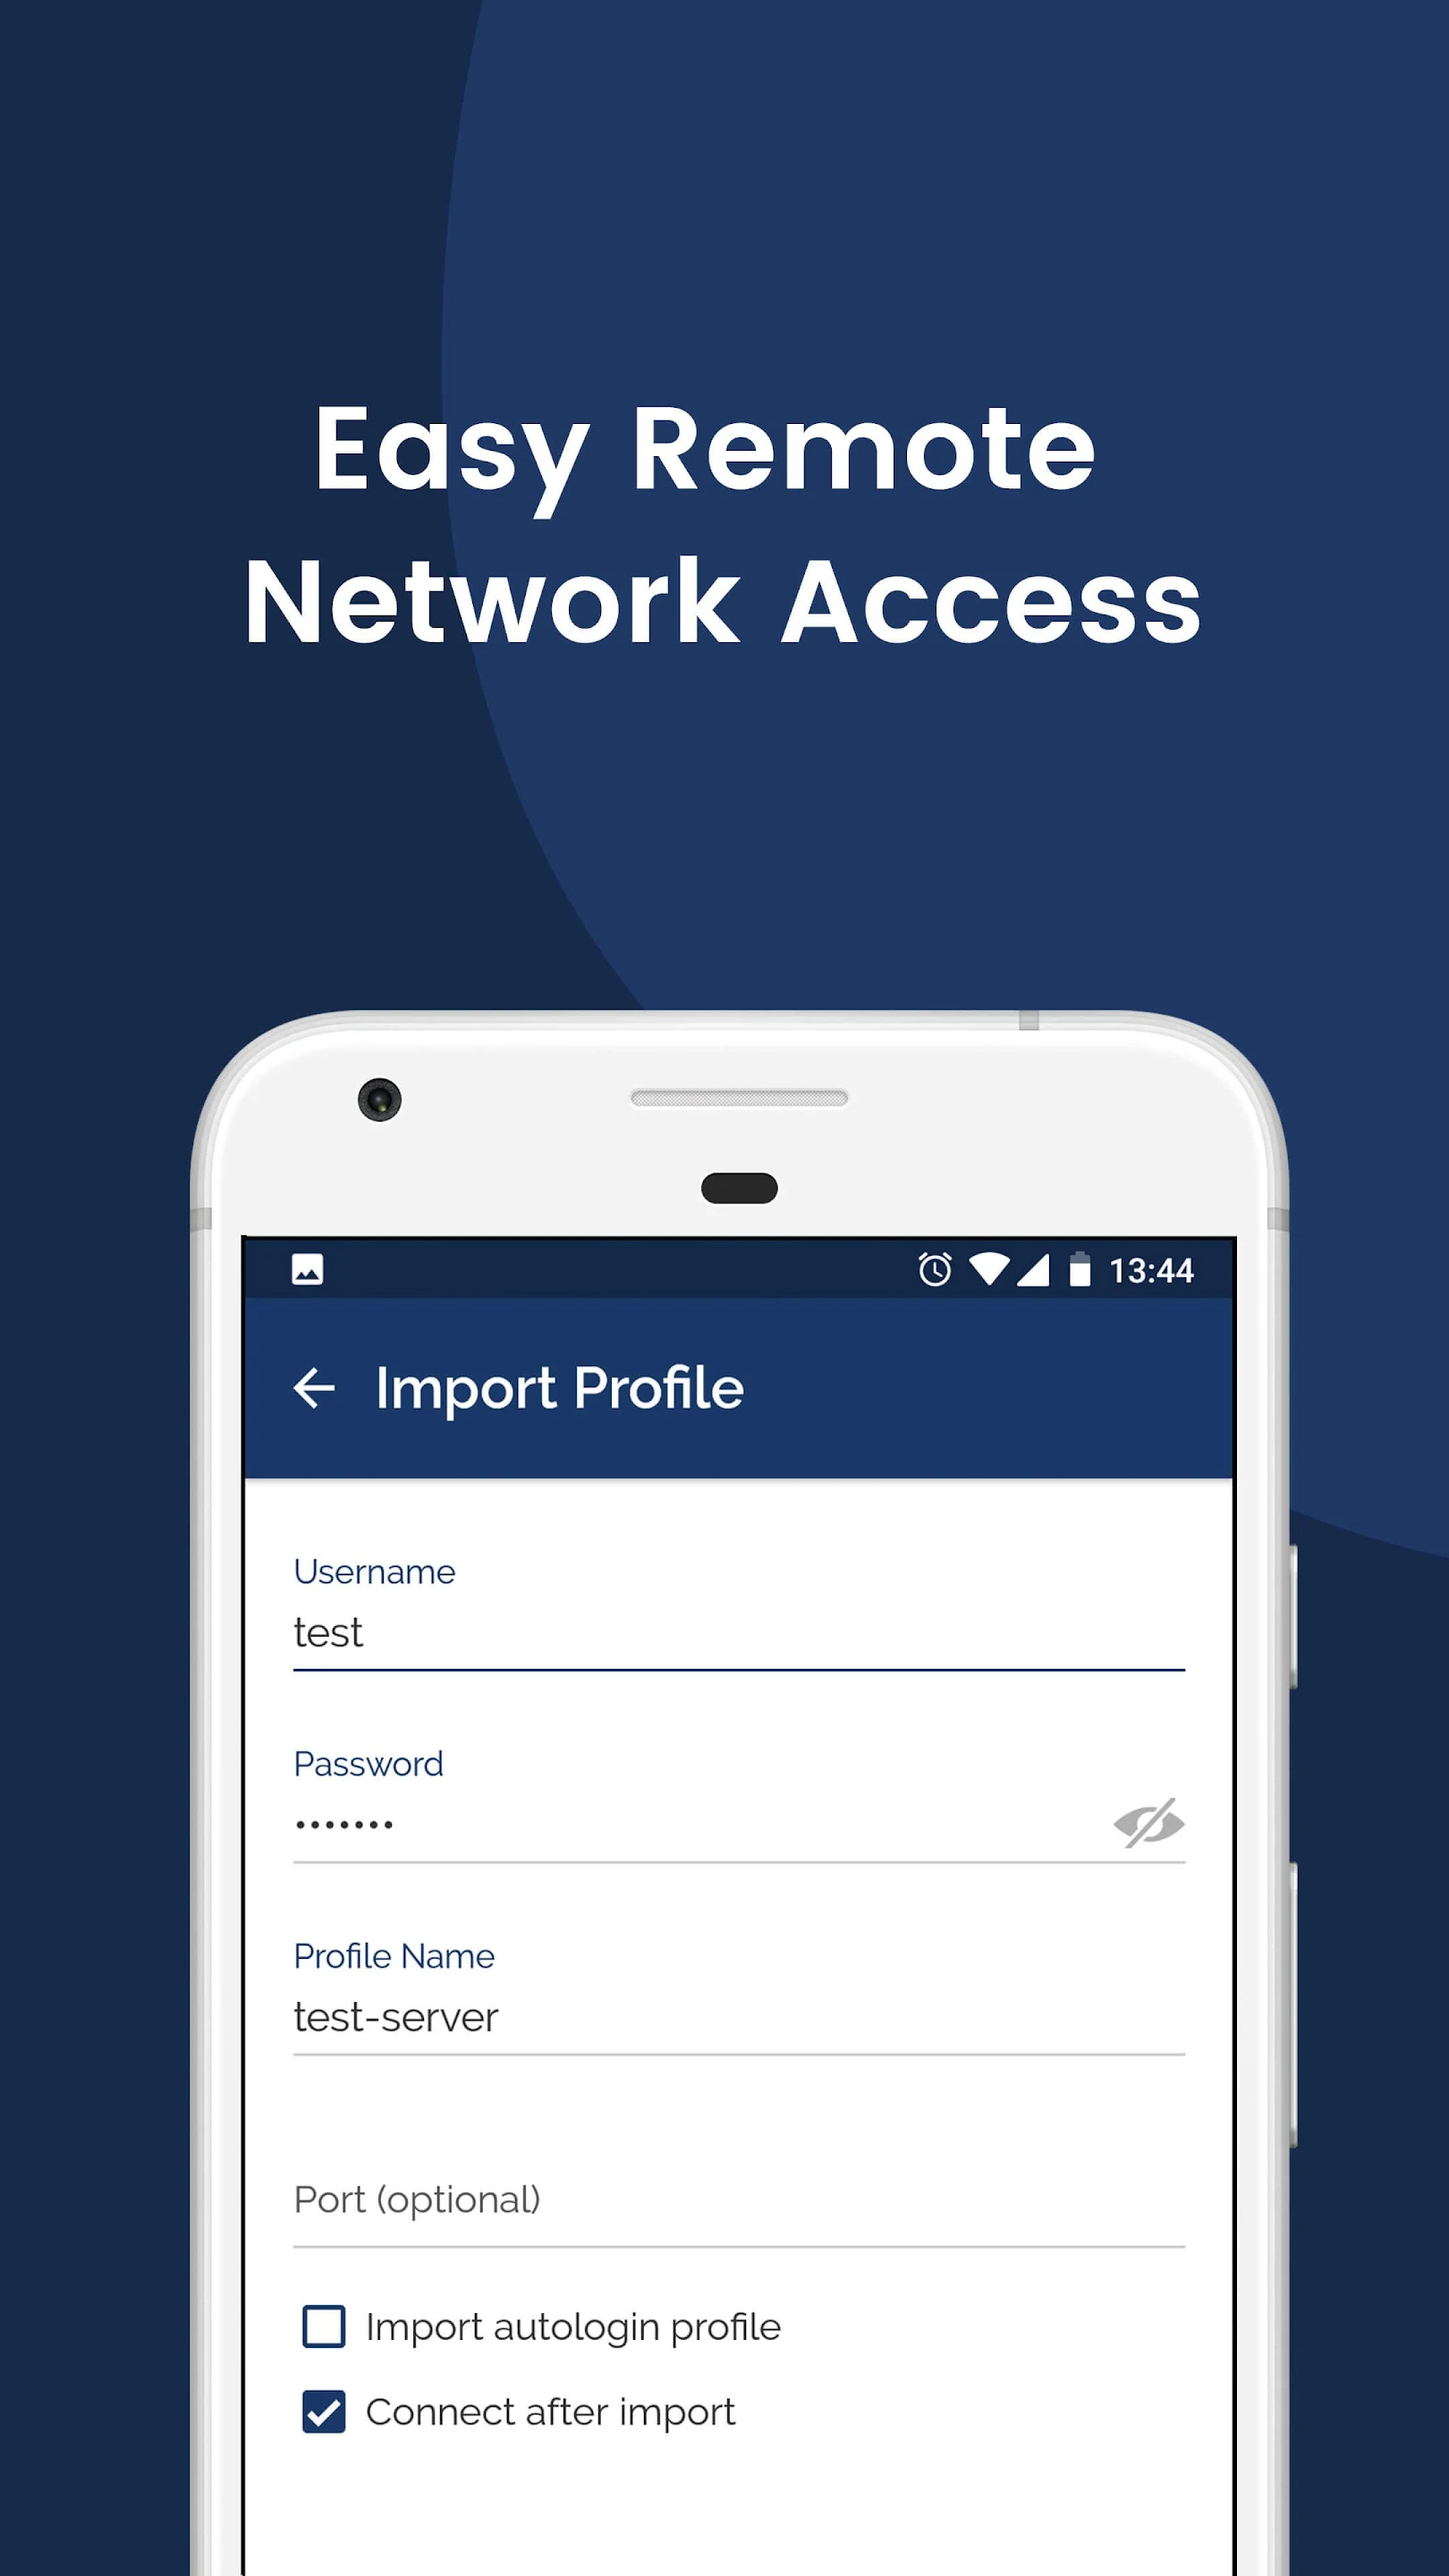 Easy Remote
Network Access
13:44
Import Profile
Username
test
Password
•••••••
Profile Name
test-server
Port (optional)
Import autologin profile
Connect after import